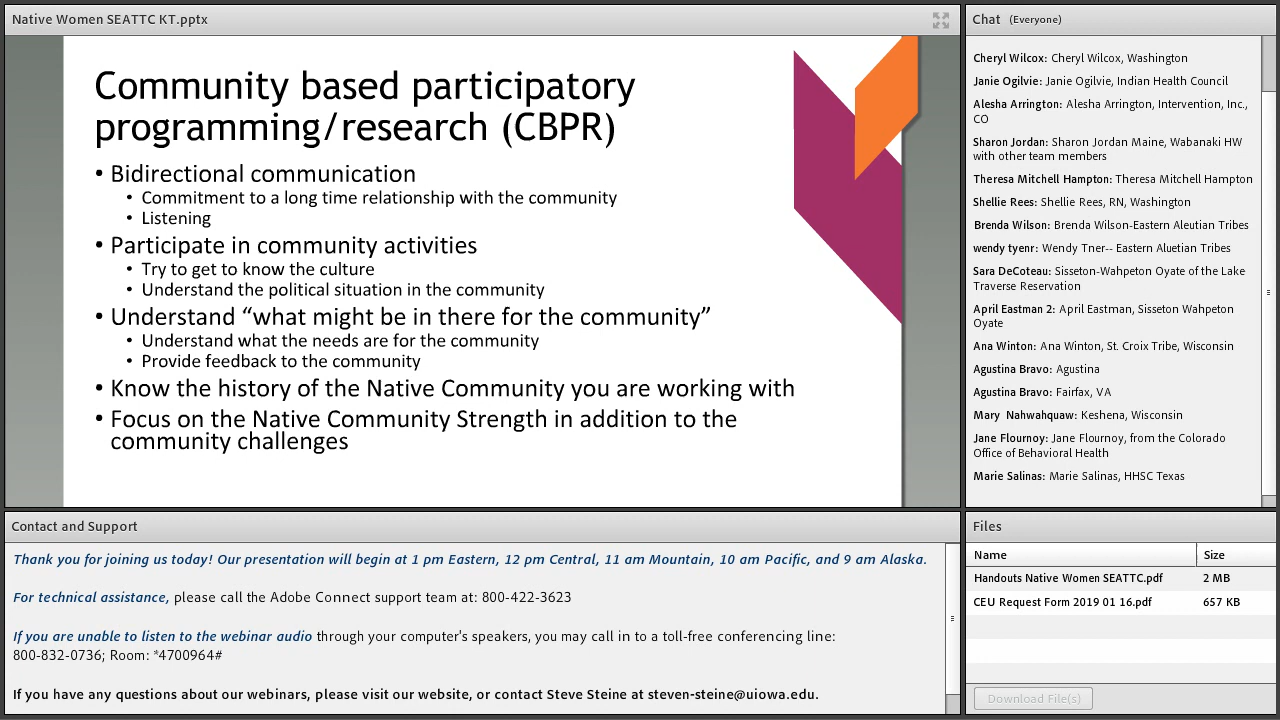 Native Women SEATTC KT.pptx
Community based participatory
programming/research (CBPR)
• Bidirectional communication
• Commitment to a long time relationship with the community
• Listening
• Participate in community activities
• Try to get to know the culture
• Understand the political situation in the community
• Understand “what might be in there for the community”
• Understand what the needs are for the community
• Provide feedback to the community
• Know the history of the Native Community you are working with
• Focus on the Native Community Strength in addition to the
community challenges
Chat (Everyone)
Cheryl Wilcox: Cheryl Wilcox, Washington
Janie Ogilvie: Janie Ogilvie, Indian Health Council
Alesha Arrington: Alesha Arrington, Intervention, Inc.,
CO
Sharon Jordan: Sharon Jordan Maine, Wabanaki HW
with other team members
Theresa Mitchell Hampton: Theresa Mitchell Hampton
Shellie Rees: Shellie Rees, RN, Washington
Brenda Wilson: Brenda Wilson-Eastern Aleutian Tribes
wendy tyenr: Wendy Tner-- Eastern Aluetian Tribes
Sara DeCoteau: Sisseton-Wahpeton Oyate of the Lake
Traverse Reservation
April Eastman 2: April Eastman, Sisseton Wahpeton
Oyate
Ana Winton: Ana Winton, St. Croix Tribe, Wisconsin
Agustina Bravo: Agustina
Agustina Bravo: Fairfax, VA
Mary Nahwahquaw: Keshena, Wisconsin
Jane Flournoy: Jane Flournoy, from the Colorado
Office of Behavioral Health
Marie Salinas: Marie Salinas, HHSC Texas
Contact and Support
Thank you for joining us today! Our presentation will begin at 1 pm Eastern, 12 pm Central, 11 am Mountain, 10 am Pacific, and 9 am Alaska.
For technical assistance, please call the Adobe Connect support team at: 800-422-3623
If you are unable to listen to the webinar audio through your computer's speakers, you may call in to a toll-free conferencing line:
800-832-0736; Room: *4700964#
If you have any questions about our webinars, please visit our website, or contact Steve Steine at steven-steine@uiowa.edu.
Files
Name Size
Handouts Native Women SEATTC.pdf 2 MB
CEU Request Form 2019 01 16.pdf 657 KB
Download File(s)